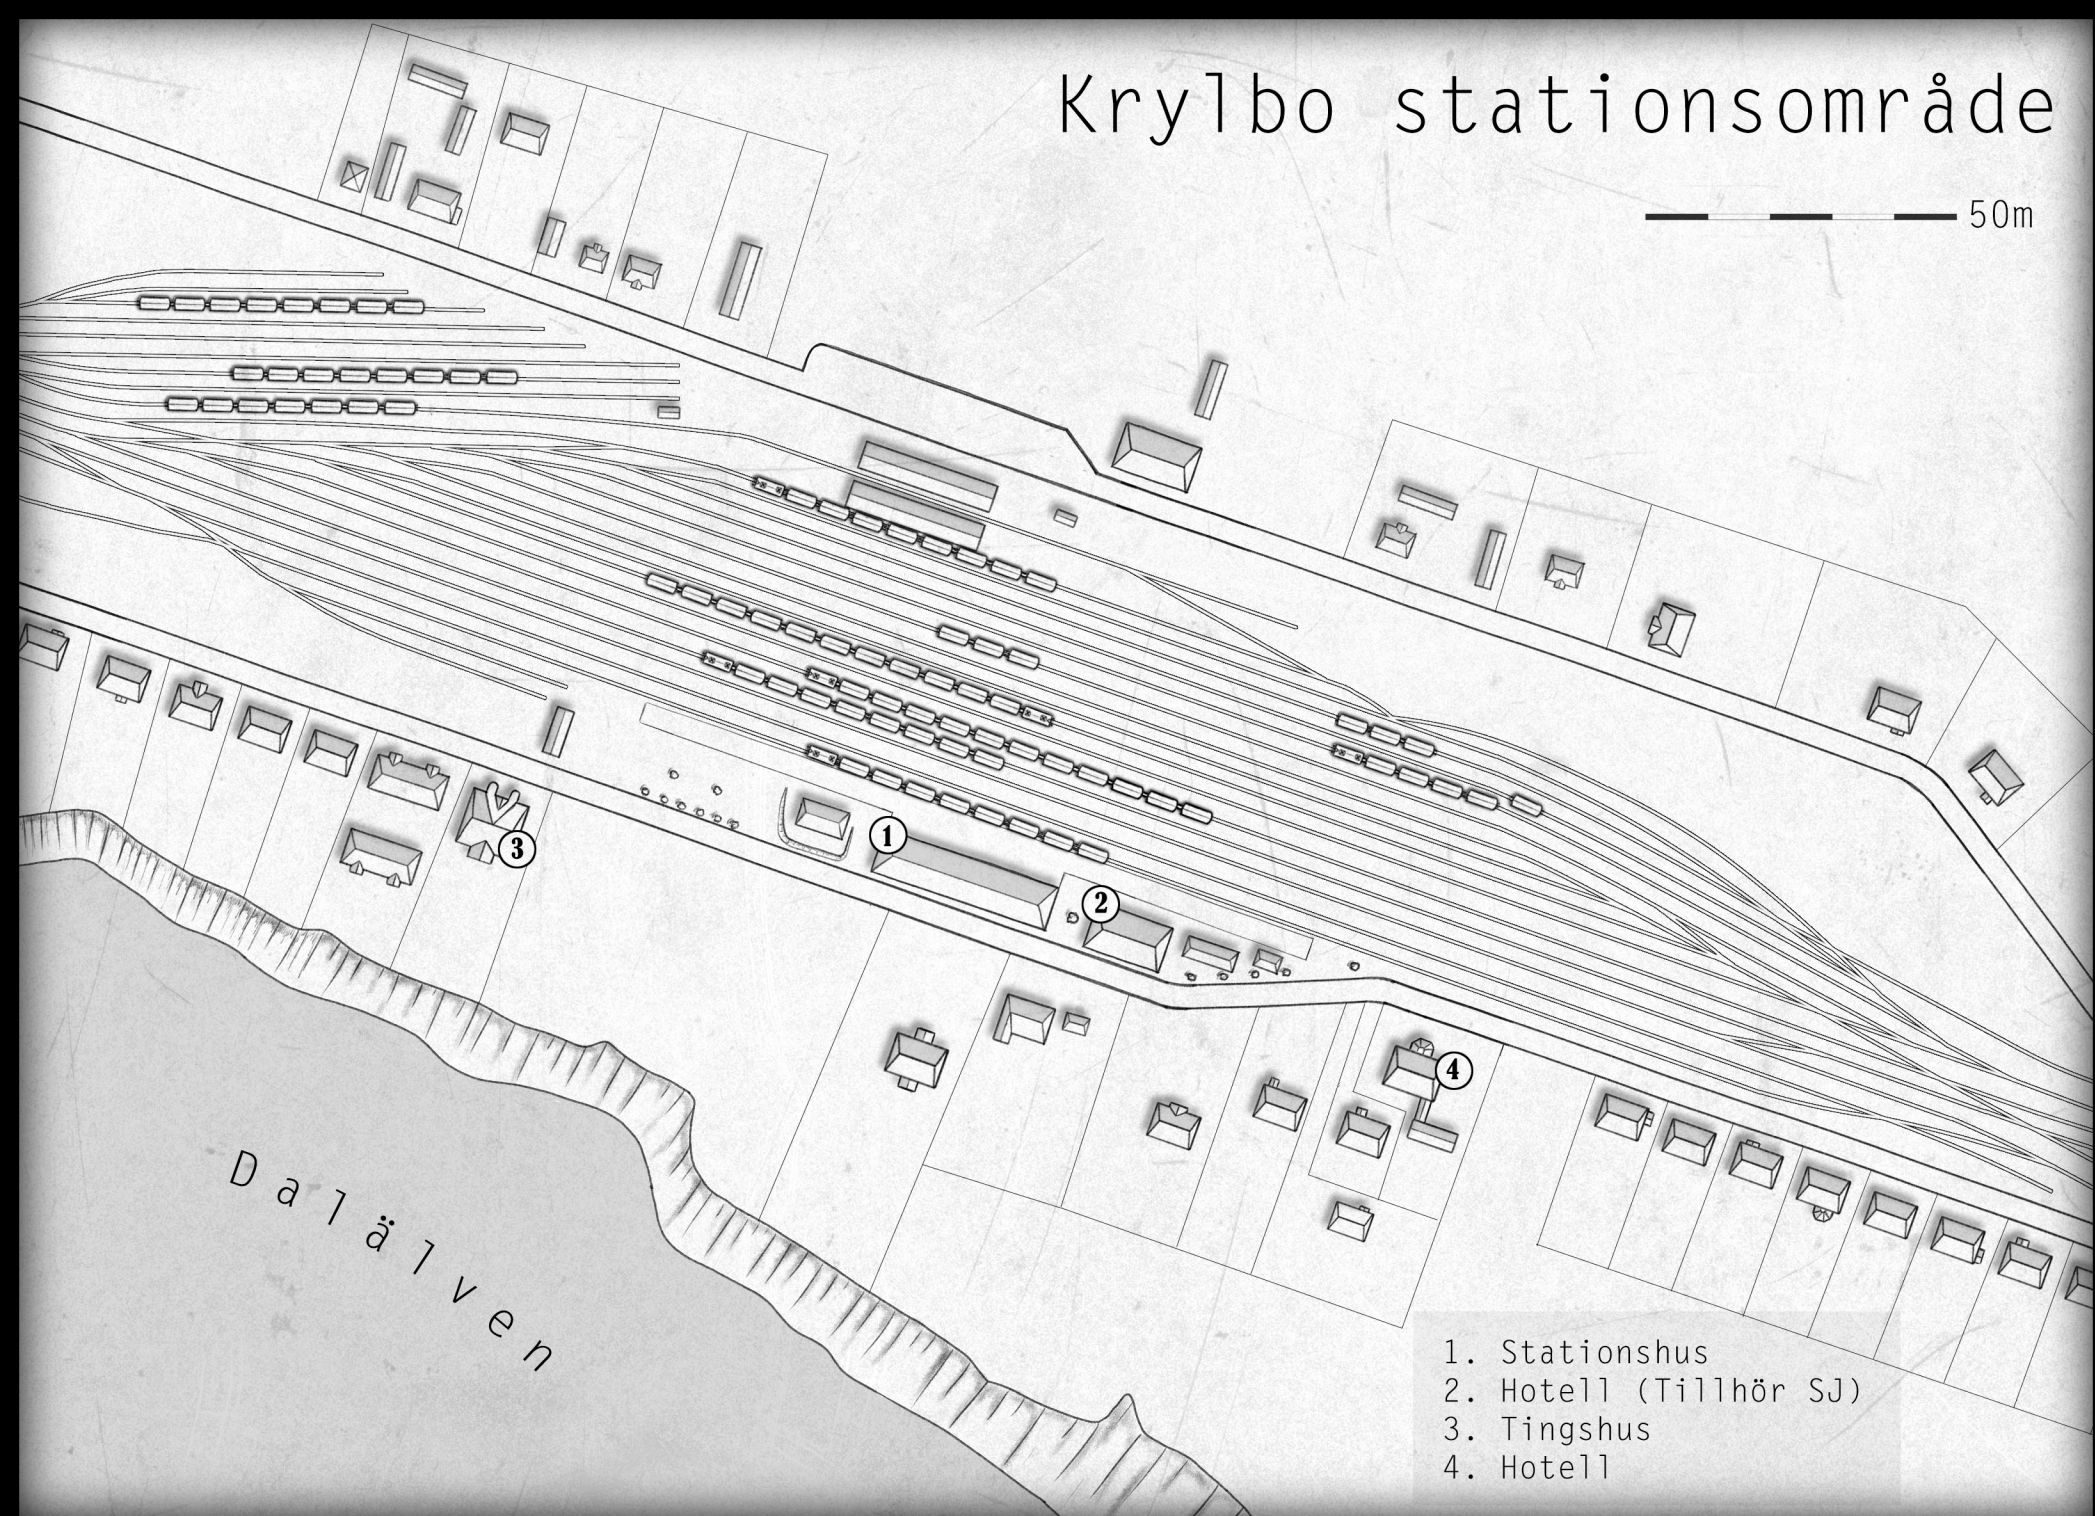 Krylbo stationsområde
50m
1
2
3
4
Dalälven
1. Stationshus
2. Hotell (Tillhör SJ)
3. Tingshus
4. Hotell